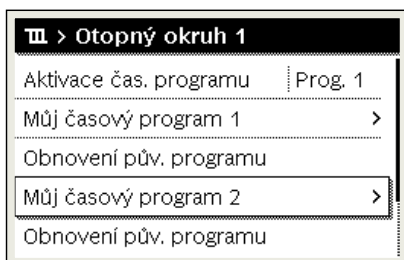 > Otopný okruh 1
Aktivace čas. programu Prog. 1
Můj časový program 1 >
Obnovení pův. programu
Můj časový program 2 >
Obnovení pův. programu